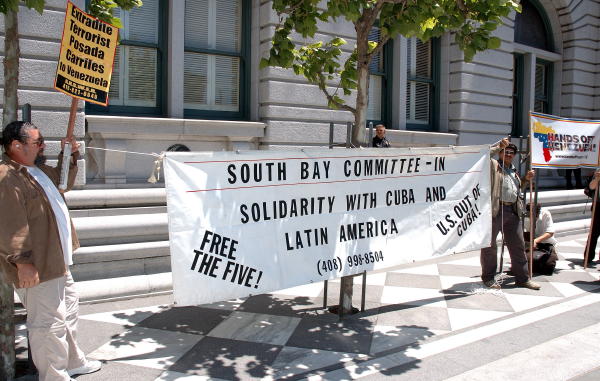 Extradite
Terrorist
Posada
Carriles
to Venezuela
SOUTH BAY COMMITTEE-IN
SOLIDARITY WITH CUBA AND
LATIN AMERICA
(408) 998-8504
FREE
THE FIVE!
U.S. OUT OF
CUBA!
HANDS OFF
VENEZUELA